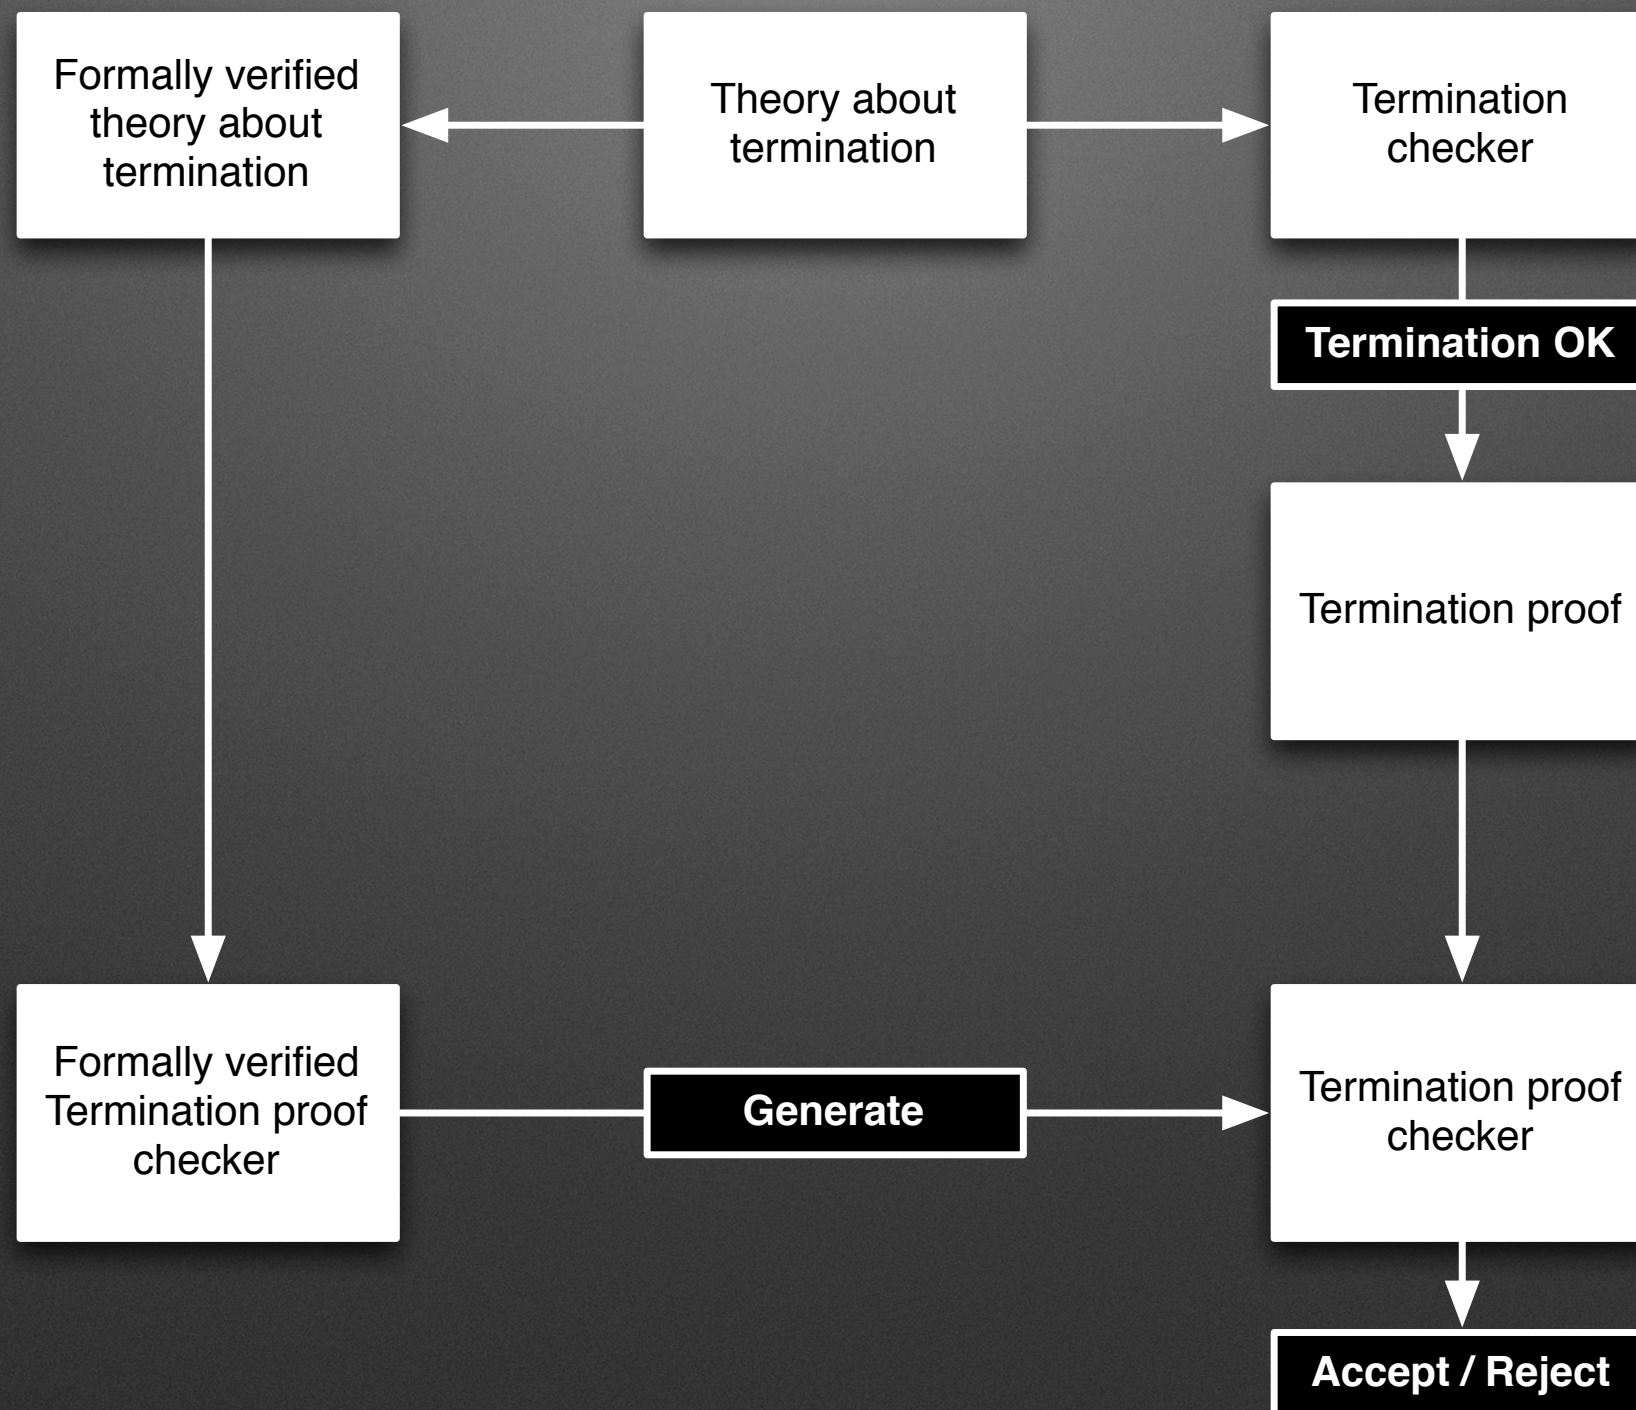 Formally verified
theory about
termination
Theory about
termination
Termination
checker
Termination OK
Termination proof
Formally verified
Termination proof
checker
Generate
Termination proof
checker
Accept / Reject